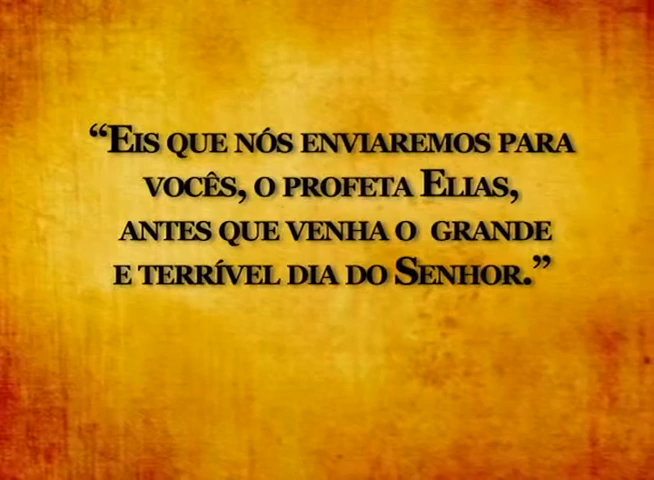 “Eis que nós enviaremos para
vocês, o profeta Elias,
antes que venha o grande
e terrível dia do Senhor.”